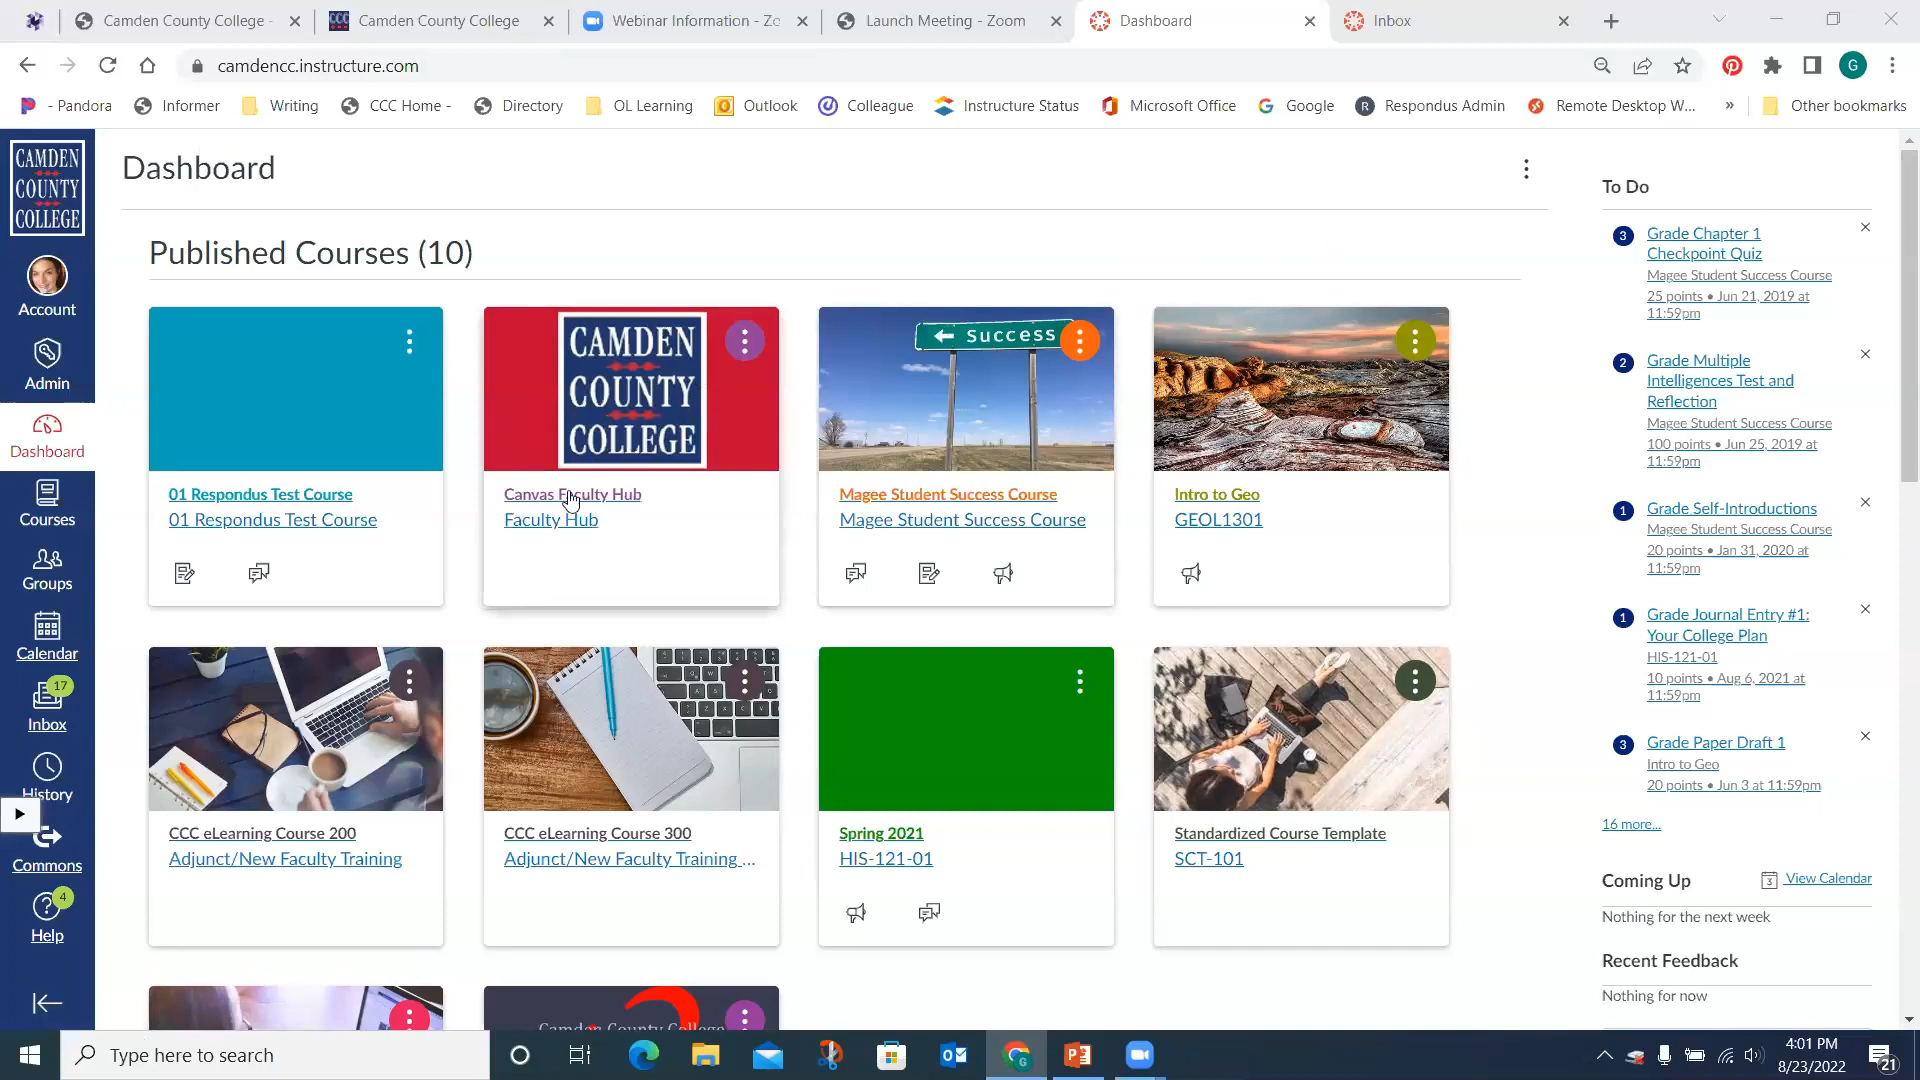 Camden County College -
Camden County College
Webinar Information - Zo
Launch Meeting - Zoom
Dashboard
Inbox
camdencc.instructure.com
G
- Pandora
Informer
Writing
CCC Home -
Directory
OL Learning
Outlook
Colleague
Instructure Status
Microsoft Office
Google
Respondus Admin
Remote Desktop W...
»
Other bookmarks
CAMDEN
COUNTY
COLLEGE
Account
Admin
Dashboard
Courses
Groups
Calendar
17
Inbox
History
Commons
4
Help
Dashboard
Published Courses (10)
01 Respondus Test Course
01 Respondus Test Course
CAMDEN
COUNTY
COLLEGE
Canvas Faculty Hub
Faculty Hub
Success
Magee Student Success Course
Magee Student Success Course
Intro to Geo
GEOL1301
CCC eLearning Course 200
Adjunct/New Faculty Training
CCC eLearning Course 300
Adjunct/New Faculty Training ...
Spring 2021
HIS-121-01
Standardized Course Template
SCT-101
Camden County College
To Do
3
Grade Chapter 1
Checkpoint Quiz
Magee Student Success Course
25 points • Jun 21, 2019 at
11:59pm
2
Grade Multiple
Intelligences Test and
Reflection
Magee Student Success Course
100 points • Jun 25, 2019 at
11:59pm
1
Grade Self-Introductions
Magee Student Success Course
20 points • Jan 31, 2020 at
11:59pm
1
Grade Journal Entry #1:
Your College Plan
HIS-121-01
10 points • Aug 6, 2021 at
11:59pm
3
Grade Paper Draft 1
Intro to Geo
20 points • Jun 3 at 11:59pm
16 more...
Coming Up
3
View Calendar
Nothing for the next week
Recent Feedback
Nothing for now
Type here to search
4:01 PM
8/23/2022
21